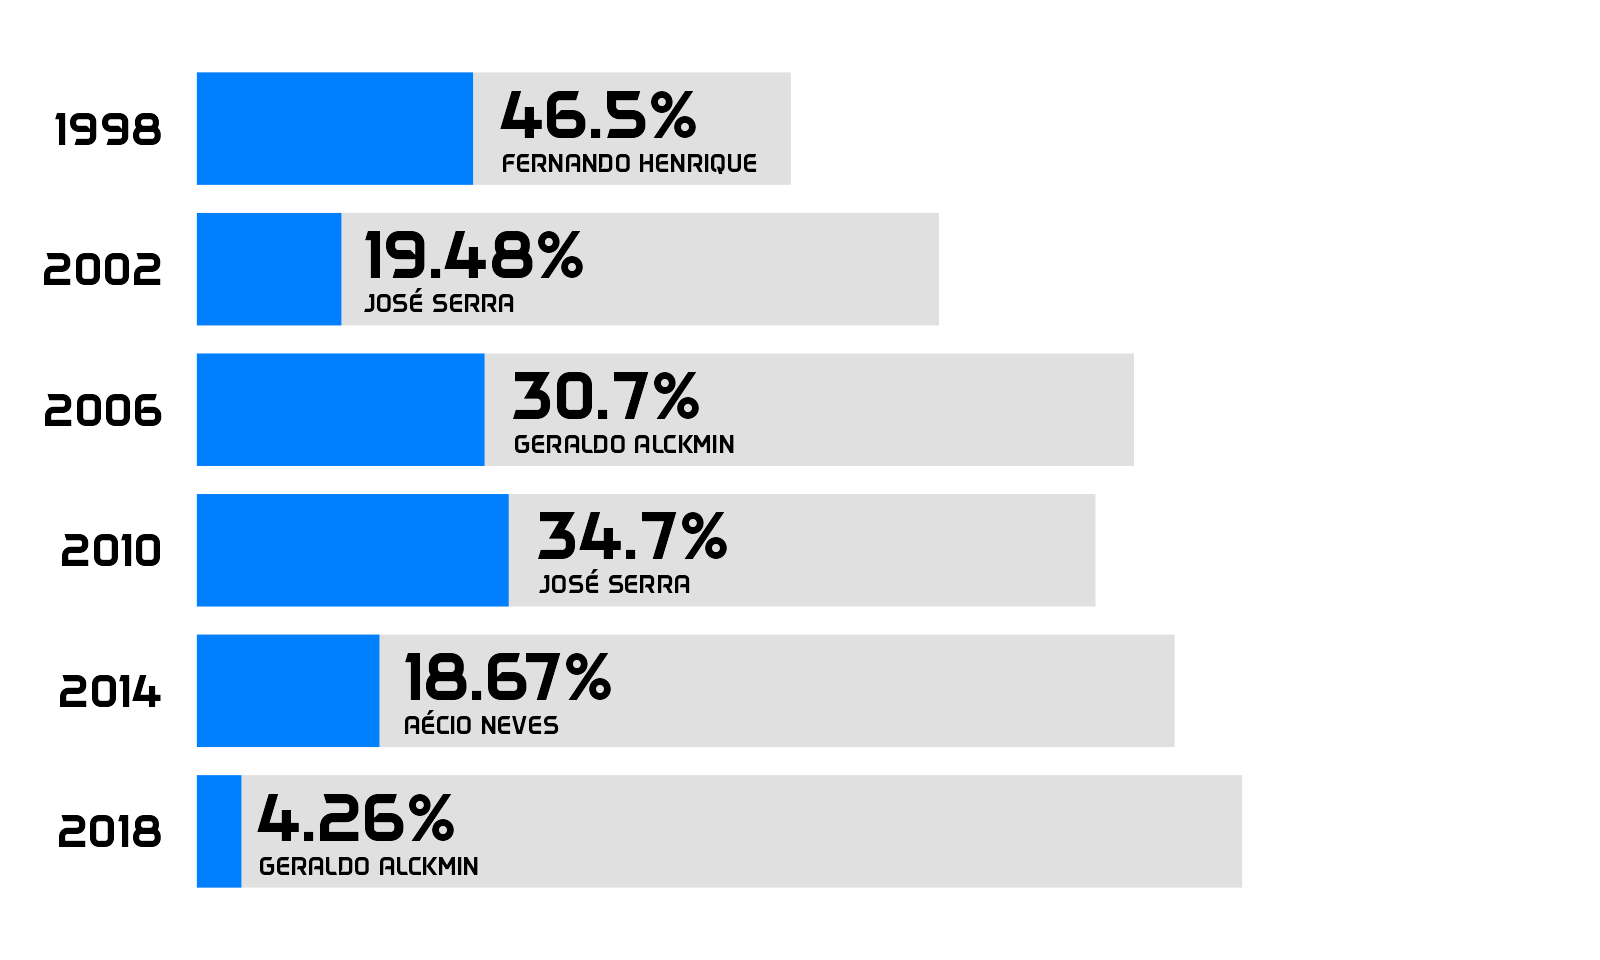 1998
46.5%
FERNANDO HENRIQUE
2002
19.48%
JOSÉ SERRA
2006
30.7%
GERALDO ALCKMIN
2010
34.7%
JOSÉ SERRA
2014
18.67%
AÉCIO NEVES
2018
4.26%
GERALDO ALCKMIN